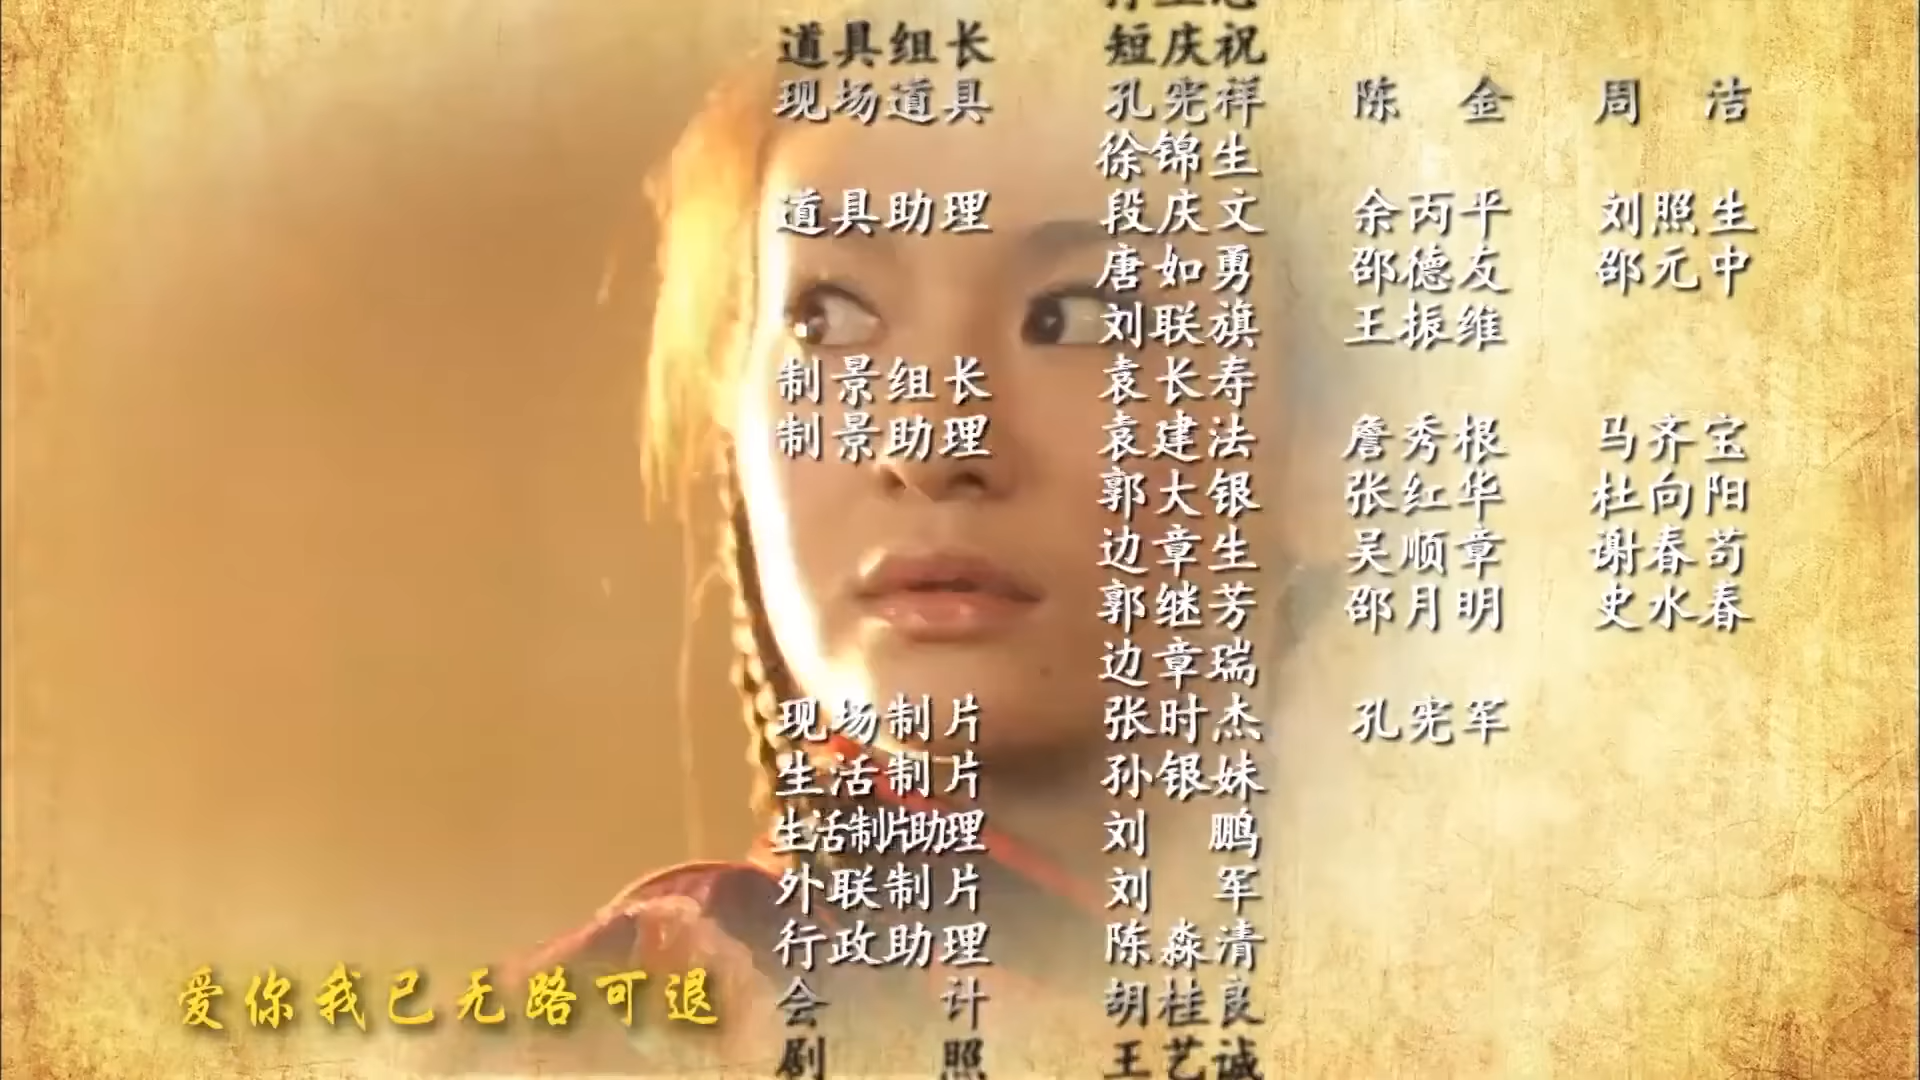 道具组长 短庆祝
现场道具 孔宪祥 陈金 周洁
徐锦生
道具助理 段庆文 余丙平 刘照生
唐如勇 邵德友 邵元中
刘联旗 王振维
制景组长 袁长寿
制景助理 袁建法 詹秀根 马齐宝
郭大银 张红华 杜向阳
边章生 吴顺章 谢春苟
郭继芳 邵月明 史水春
边章瑞
现场制片 张时杰 孔宪军
生活制片 孙银妹
生活制片助理 刘鹏
外联制片 刘军
行政助理 陈淼清
会计 胡桂良
剧照 王艺诚
爱你我已无路可退